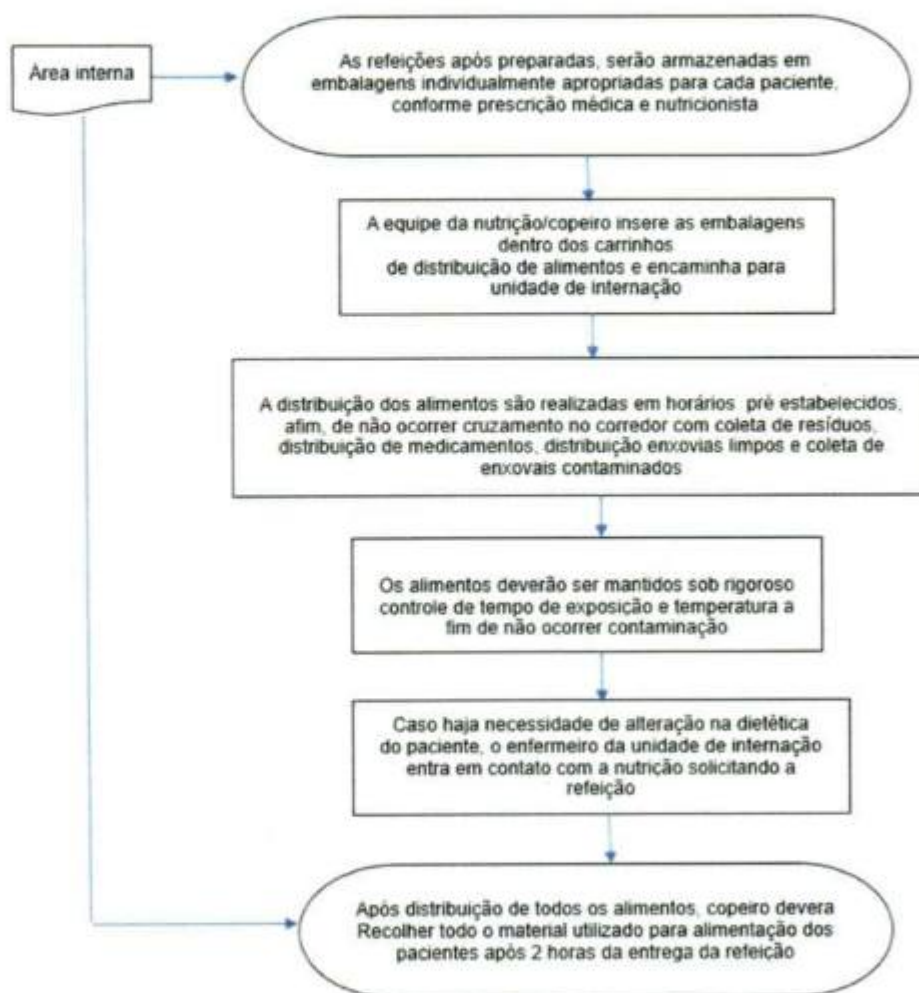 Área interna
As refeições após preparadas, serão armazenadas em
embalagens individualmente apropriadas para cada paciente,
conforme prescrição médica e nutricionista
A equipe da nutrição/copeiro insere as embalagens
dentro dos carrinhos
de distribuição de alimentos e encaminha para
unidade de internação
A distribuição dos alimentos são realizadas em horários pré estabelecidos,
afim, de não ocorrer cruzamento no corredor com coleta de resíduos,
distribuição de medicamentos, distribuição enxovias limpos e coleta de
enxovais contaminados
Os alimentos deverão ser mantidos sob rigoroso
controle de tempo de exposição e temperatura a
fim de não ocorrer contaminação
Caso haja necessidade de alteração na dietética
do paciente, o enfermeiro da unidade de internação
entra em contato com a nutrição solicitando a
refeição
Após distribuição de todos os alimentos, copeiro devera
Recolher todo o material utilizado para alimentação dos
pacientes após 2 horas da entrega da refeição